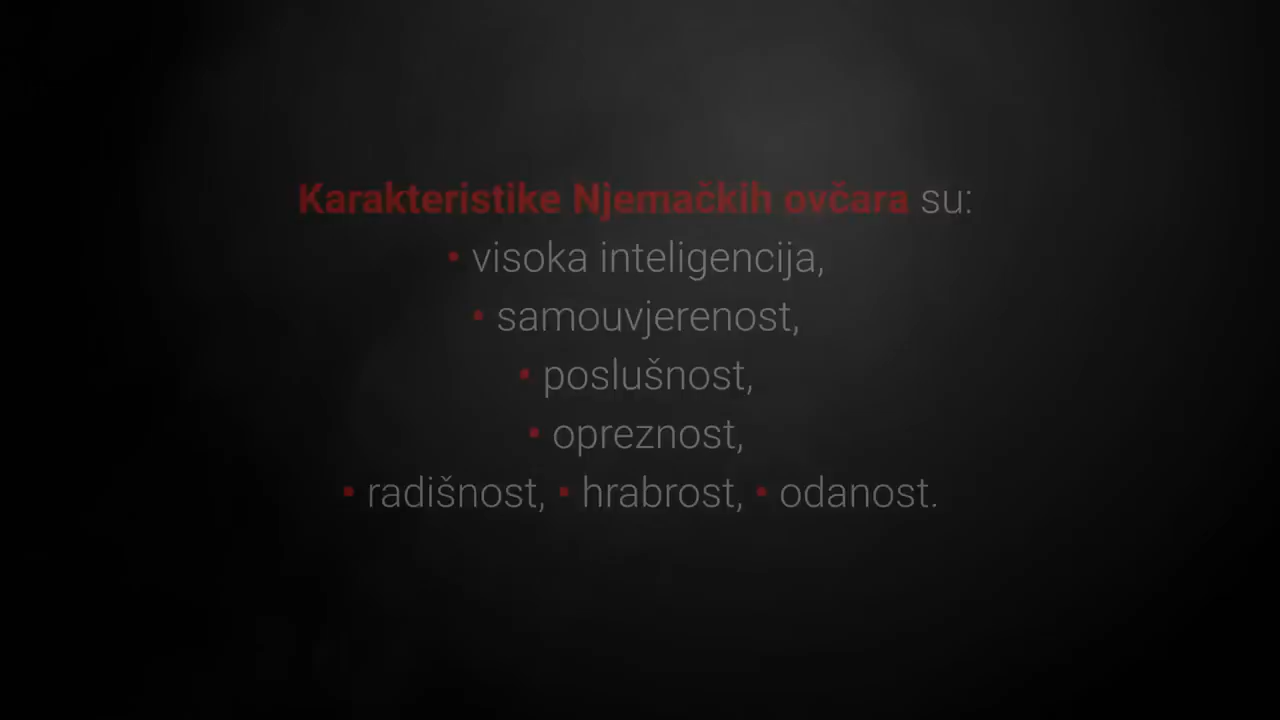 Karakteristike Njemačkih ovčara su:
• visoka inteligencija,
• samouvjerenost,
• poslušnost,
• opreznost,
• radišnost, • hrabrost, • odanost.